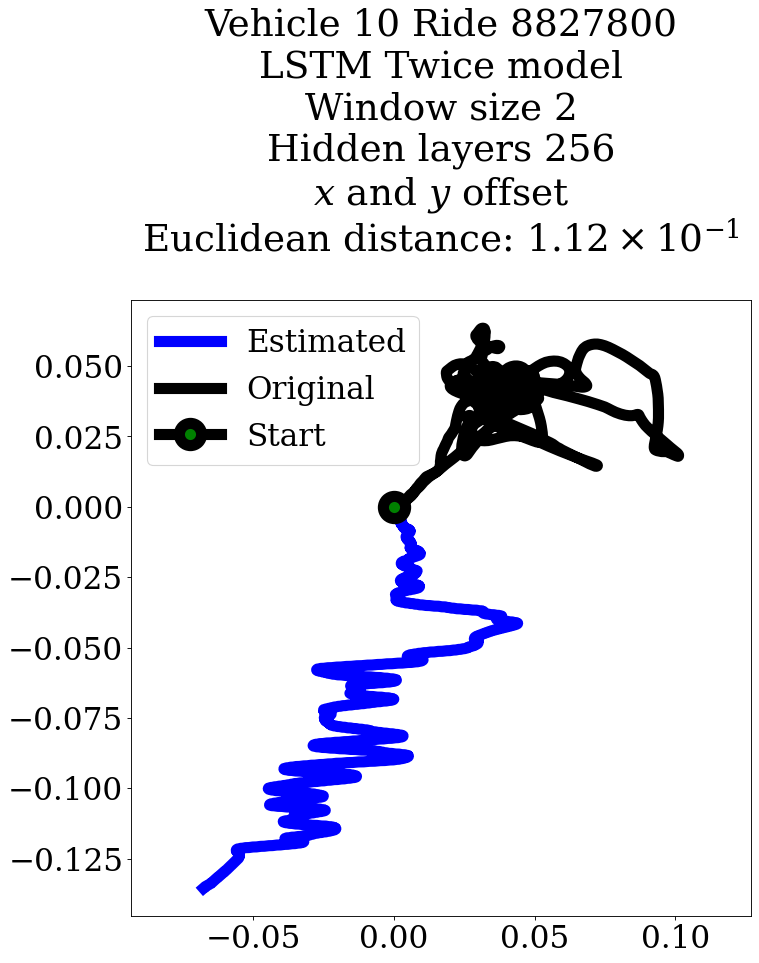 Vehicle 10 Ride 8827800
LSTM Twice model
Window size 2
Hidden layers 256
x and y offset
Euclidean distance: 1.12 × 10⁻¹
Estimated
Original
Start
0.050
0.025
0.000
−0.025
−0.050
−0.075
−0.100
−0.125
−0.05 0.00 0.05 0.10